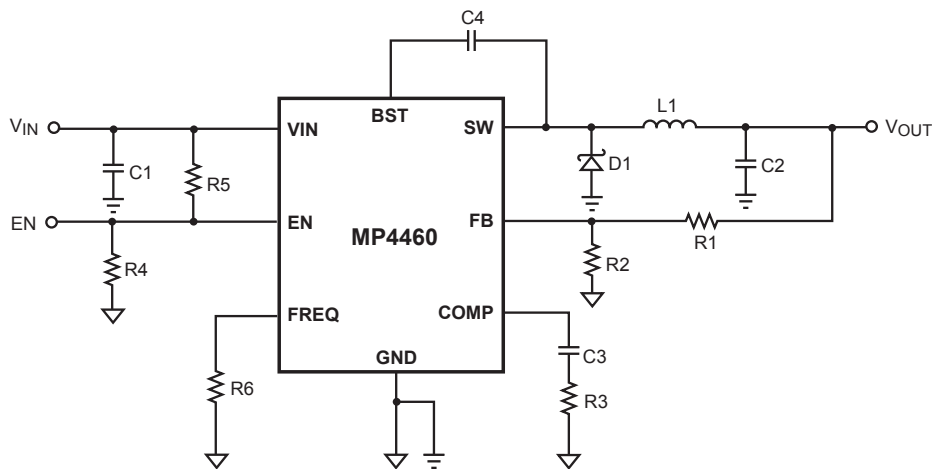 C4
BST
VIN
VIN
SW
L1
VOUT
C1
R5
D1
C2
EN
EN
FB
MP4460
R1
R4
R2
FREQ
COMP
GND
C3
R6
R3